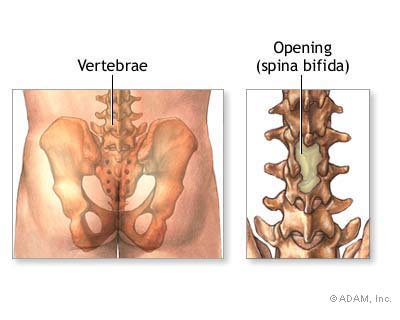 Vertebrae
Opening
(spina bifida)
© ADAM, Inc.